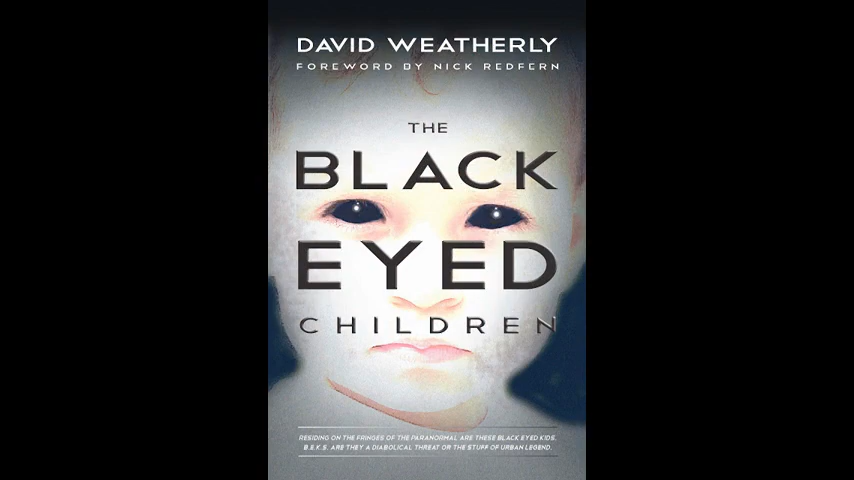 DAVID WEATHERLY
FOREWORD BY NICK REDFERN
THE
BLACK
EYED
CHILDREN
RESIDING ON THE FRINGES OF THE PARANORMAL ARE THESE BLACK EYED KIDS.
B.E.K.S. ARE THEY A DIABOLICAL THREAT OR THE STUFF OF URBAN LEGEND.